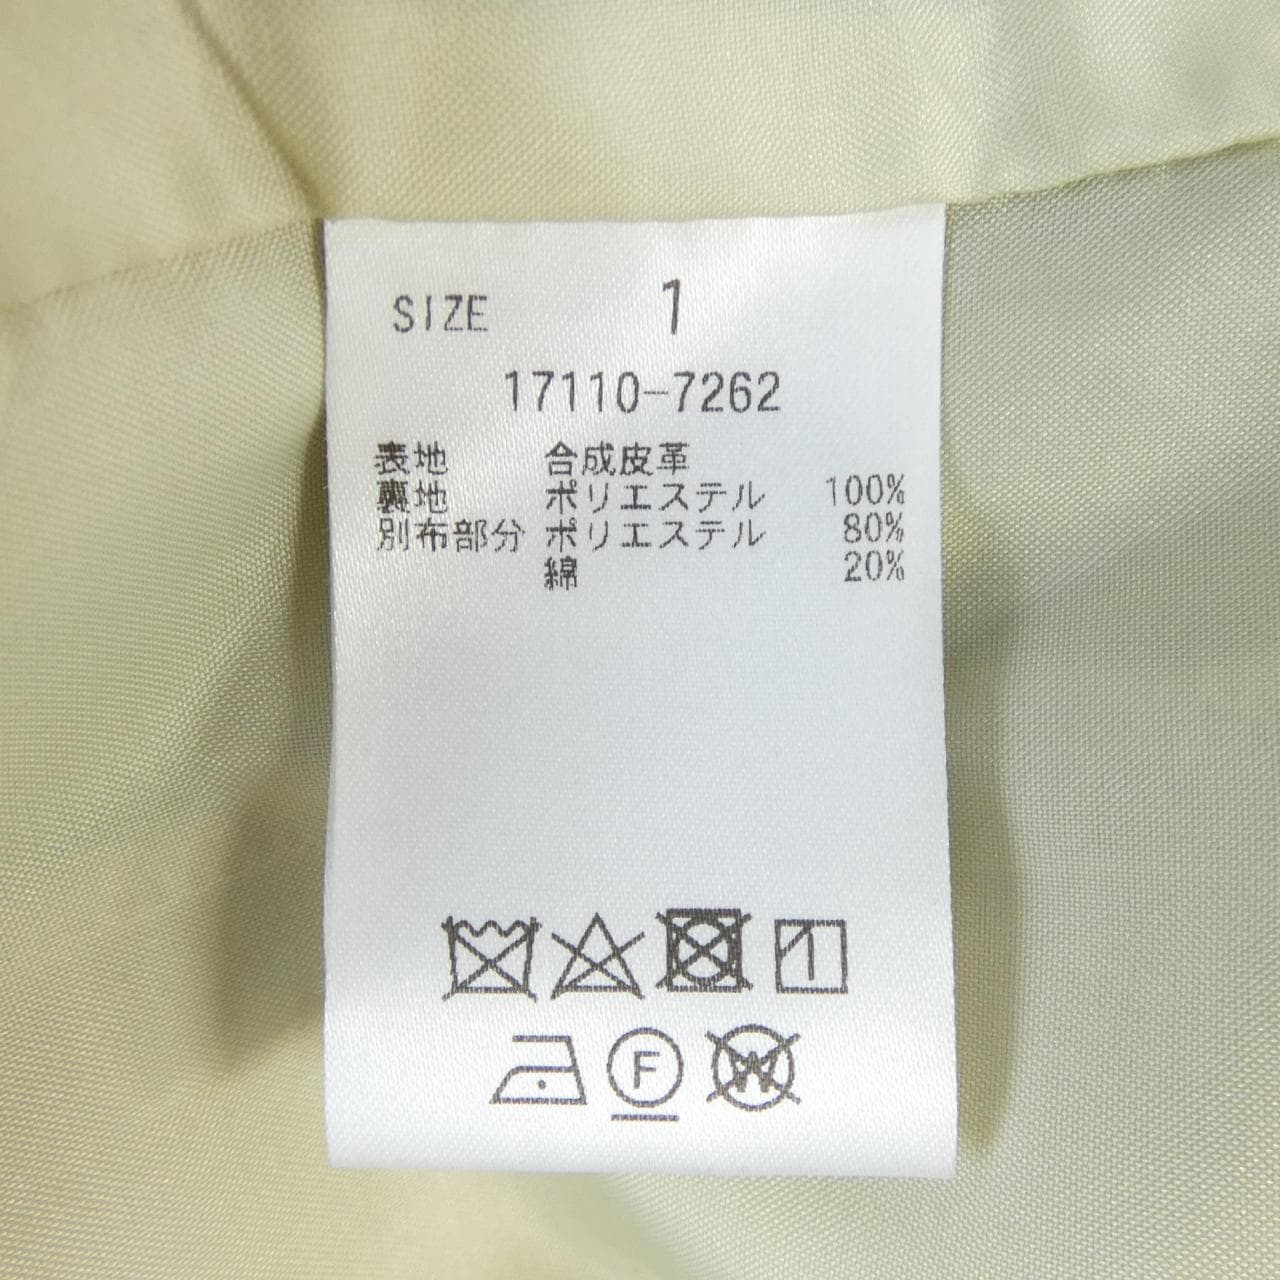 SIZE 1
17110-7262
表地 合成皮革
裏地 ポリエステル 100%
別布部分 ポリエステル 80%
綿 20%
F
W